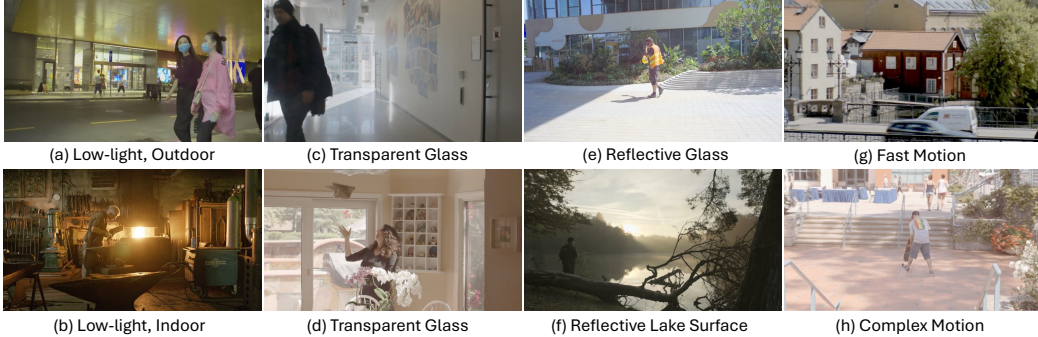 (a) Low-light, Outdoor
(c) Transparent Glass
(e) Reflective Glass
(g) Fast Motion
(b) Low-light, Indoor
(d) Transparent Glass
(f) Reflective Lake Surface
(h) Complex Motion